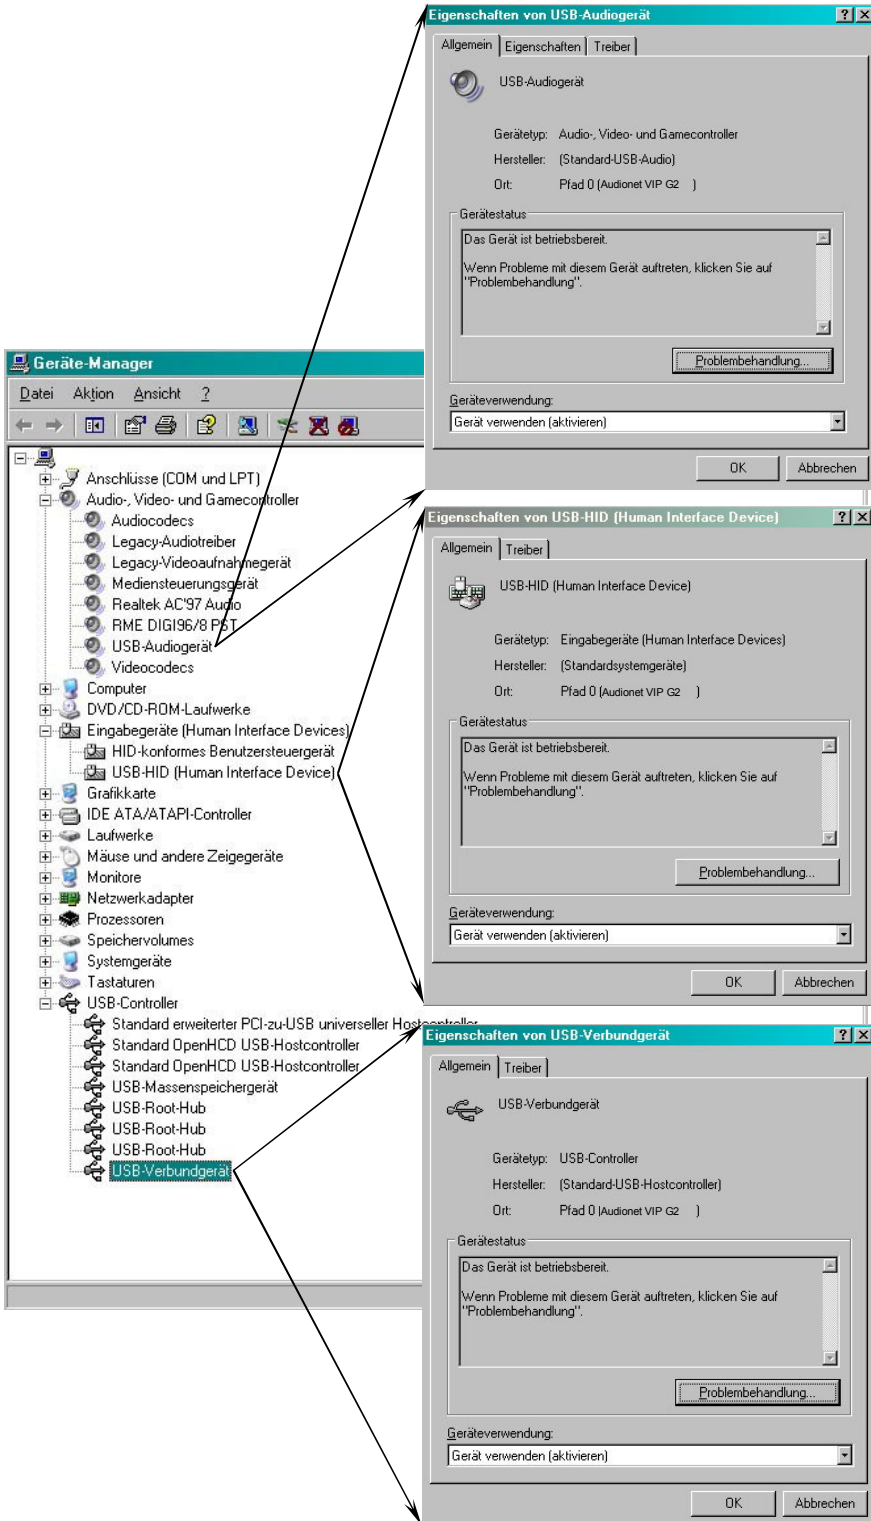 Eigenschaften von USB-Audiogerät
Allgemein Eigenschaften Treiber
USB-Audiogerät
Gerätetyp: Audio-, Video- und Gamecontroller
Hersteller: (Standard-USB-Audio)
Ort: Pfad 0 (Audionet VIP G2 )
Gerätestatus
Das Gerät ist betriebsbereit.
Wenn Probleme mit diesem Gerät auftreten, klicken Sie auf
"Problembehandlung".
Problembehandlung...
Geräteverwendung:
Gerät verwenden (aktivieren)
OK Abbrechen
Geräte-Manager
Datei Aktion Ansicht ?
Anschlüsse (COM und LPT)
Audio-, Video- und Gamecontroller
Audiocodecs
Legacy-Audiotreiber
Legacy-Videoaufnahmegerät
Mediensteuerungsgerät
Realtek AC'97 Audio
RME DIGI96/8 PST
USB-Audiogerät
Videocodecs
Computer
DVD/CD-ROM-Laufwerke
Eingabegeräte (Human Interface Devices)
HID-konformes Benutzersteuergerät
USB-HID (Human Interface Device)
Grafikkarte
IDE ATA/ATAPI-Controller
Laufwerke
Mäuse und andere Zeigegeräte
Monitore
Netzwerkadapter
Prozessoren
Speichervolumes
Systemgeräte
Tastaturen
USB-Controller
Standard erweiterter PCI-zu-USB universeller Hostcontroller
Standard OpenHCD USB-Hostcontroller
Standard OpenHCD USB-Hostcontroller
USB-Massenspeichergerät
USB-Root-Hub
USB-Root-Hub
USB-Root-Hub
USB-Verbundgerät
Eigenschaften von USB-HID (Human Interface Device)
Allgemein Treiber
USB-HID (Human Interface Device)
Gerätetyp: Eingabegeräte (Human Interface Devices)
Hersteller: (Standardsystemgeräte)
Ort: Pfad 0 (Audionet VIP G2 )
Gerätestatus
Das Gerät ist betriebsbereit.
Wenn Probleme mit diesem Gerät auftreten, klicken Sie auf
"Problembehandlung".
Problembehandlung...
Geräteverwendung:
Gerät verwenden (aktivieren)
OK Abbrechen
Eigenschaften von USB-Verbundgerät
Allgemein Treiber
USB-Verbundgerät
Gerätetyp: USB-Controller
Hersteller: (Standard-USB-Hostcontroller)
Ort: Pfad 0 (Audionet VIP G2 )
Gerätestatus
Das Gerät ist betriebsbereit.
Wenn Probleme mit diesem Gerät auftreten, klicken Sie auf
"Problembehandlung".
Problembehandlung...
Geräteverwendung:
Gerät verwenden (aktivieren)
OK Abbrechen